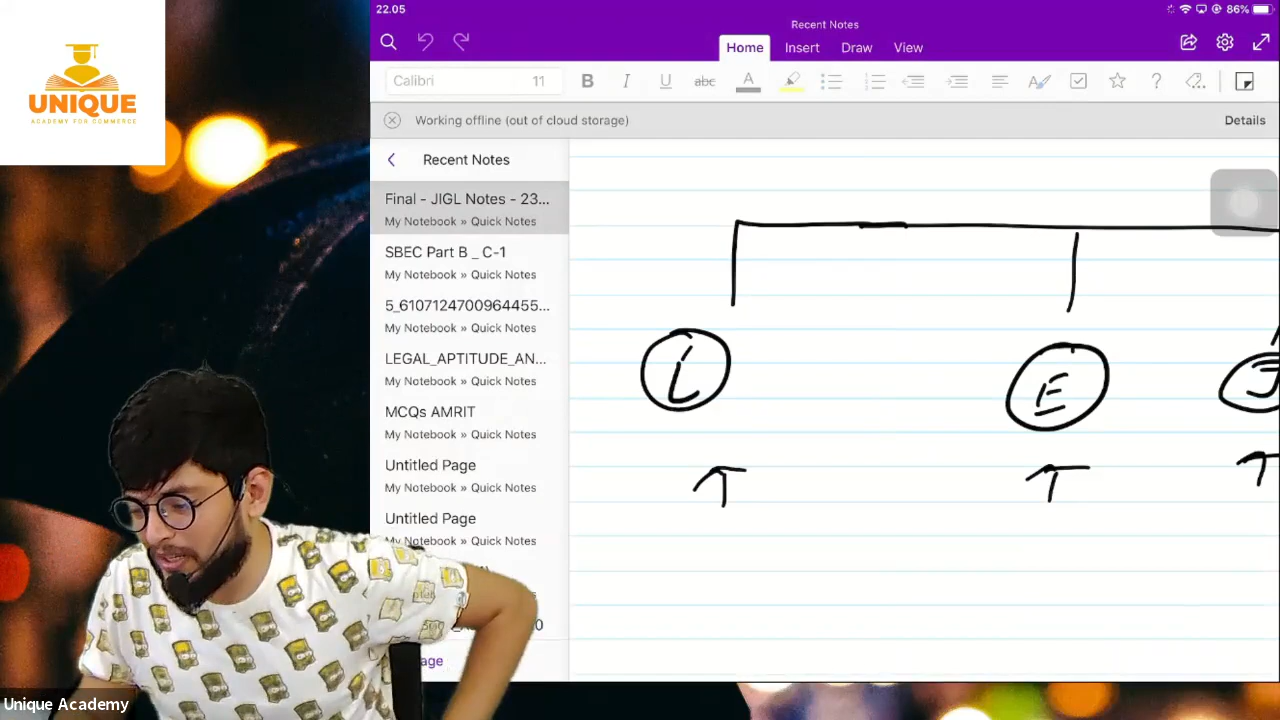 22.05
86%
Recent Notes
UNIQUE
ACADEMY FOR COMMERCE
Home Insert Draw View
Calibri 11 B I U abc A
Working offline (out of cloud storage) Details
Recent Notes
Final - JIGL Notes - 23...
My Notebook » Quick Notes
SBEC Part B _ C-1
My Notebook » Quick Notes
5_6107124700964455...
My Notebook » Quick Notes
LEGAL_APTITUDE_AN...
My Notebook » Quick Notes
MCQs AMRIT
My Notebook » Quick Notes
Untitled Page
My Notebook » Quick Notes
Untitled Page
My Notebook » Quick Notes
L E J
Unique Academy